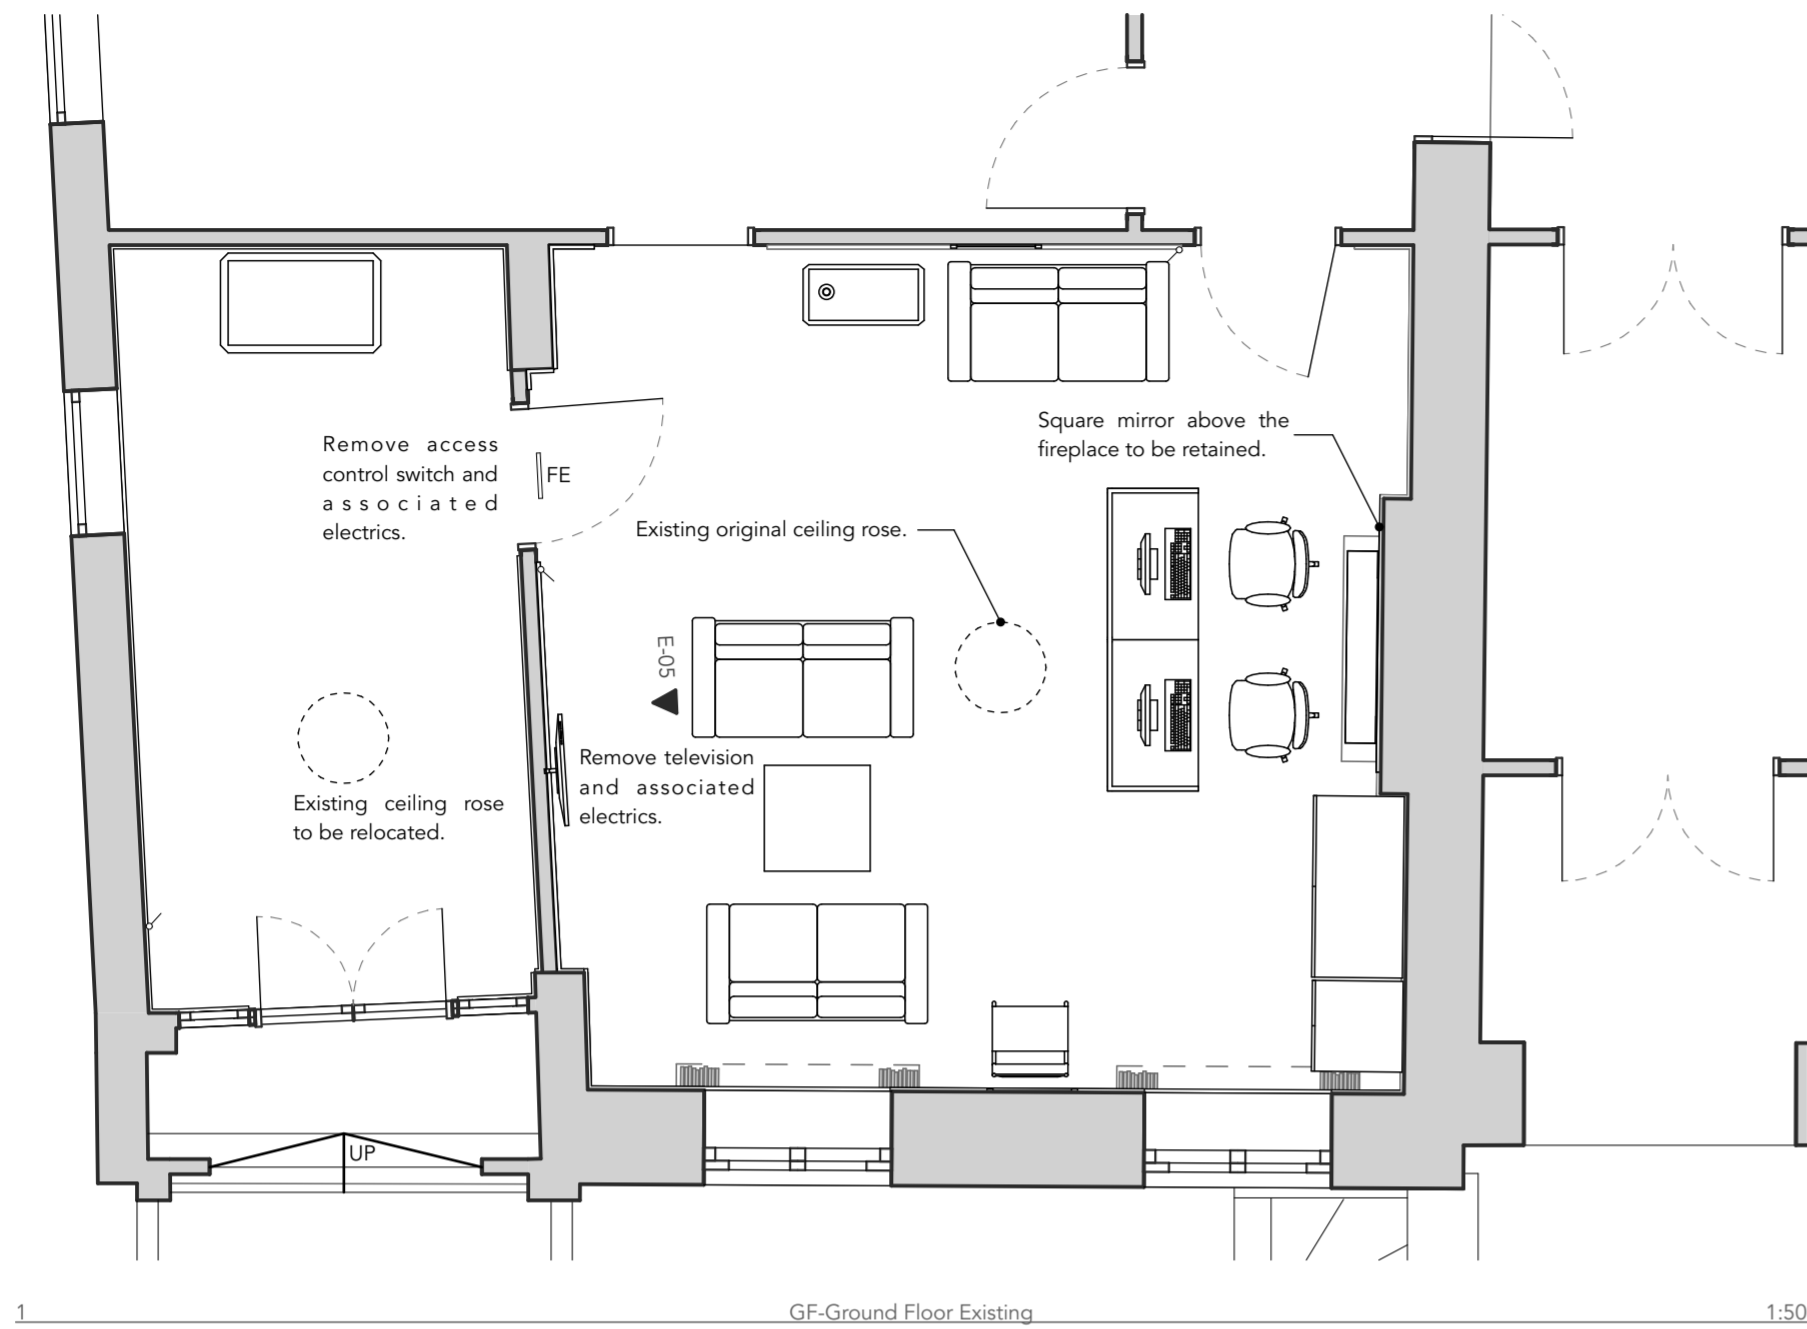 Remove access
control switch and
associated
electrics.
FE
Square mirror above the
fireplace to be retained.
Existing original ceiling rose.
E-05
Remove television
and associated
electrics.
Existing ceiling rose
to be relocated.
UP
1
GF-Ground Floor Existing
1:50